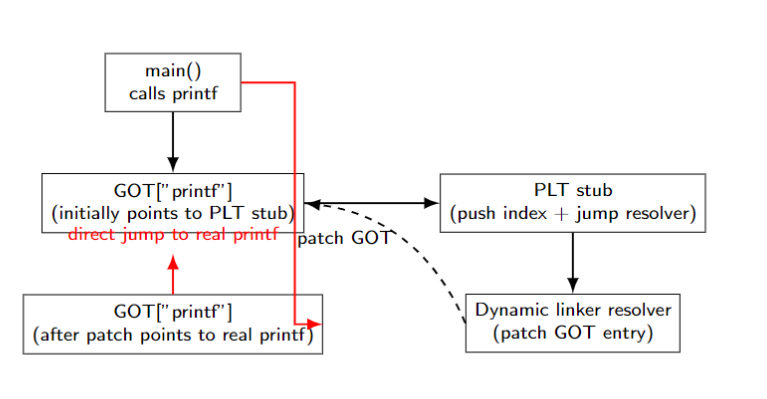 main()
calls printf
GOT["printf"]
(initially points to PLT stub)
direct jump to real printf
PLT stub
(push index + jump resolver)
patch GOT
GOT["printf"]
(after patch points to real printf)
Dynamic linker resolver
(patch GOT entry)